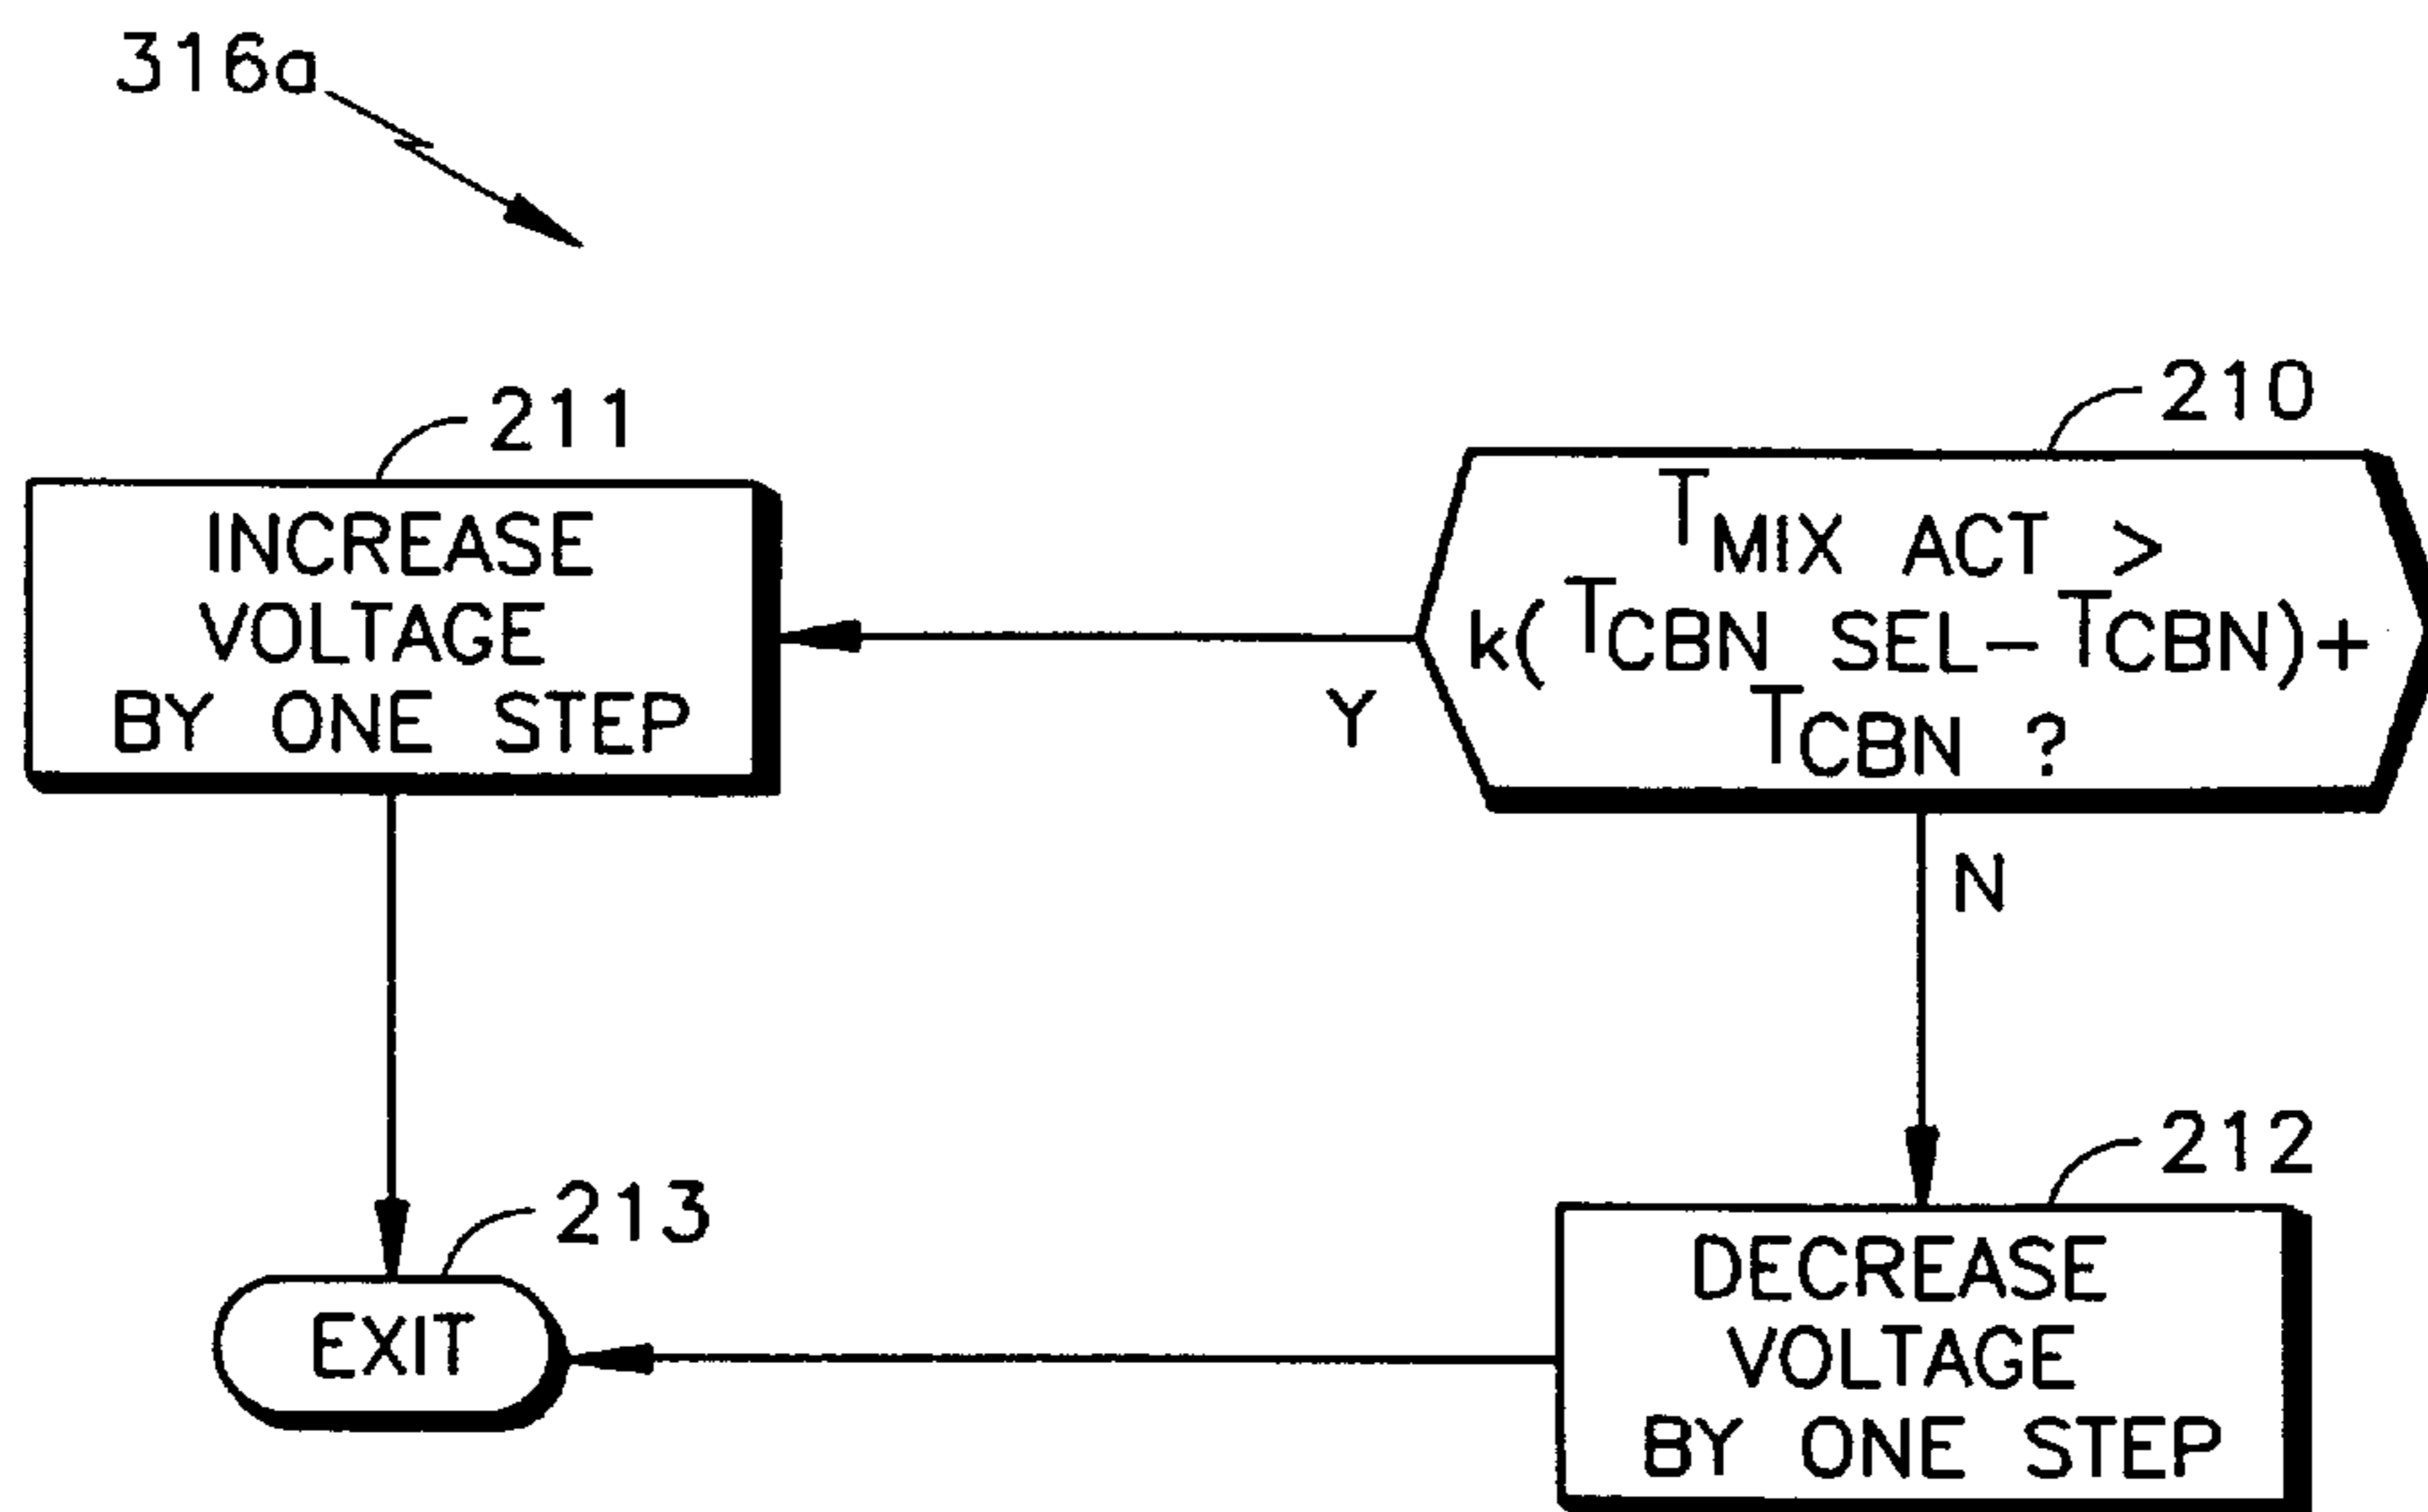 316a
211
INCREASE
VOLTAGE
BY ONE STEP
210
TMIX ACT >
k(TCBN SEL-TCBN)+
TCBN ?
Y
N
213
EXIT
212
DECREASE
VOLTAGE
BY ONE STEP